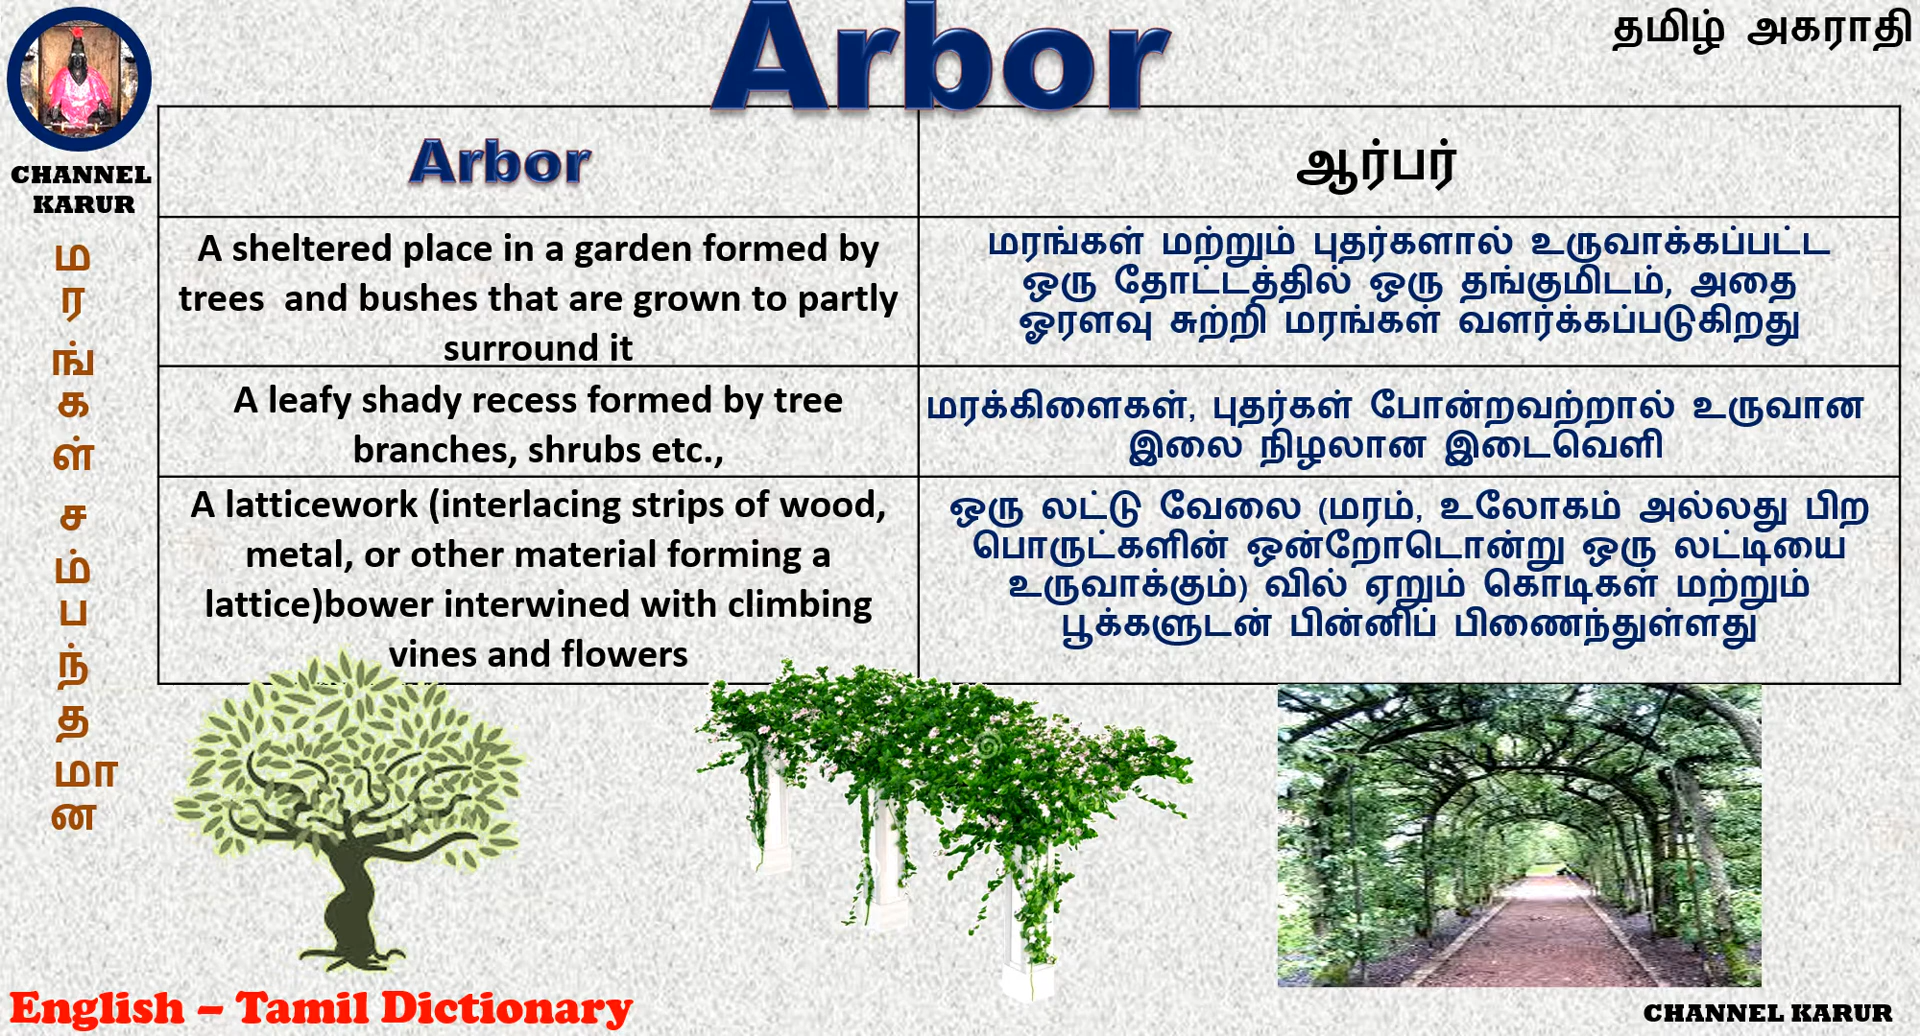 Arbor
தமிழ் அகராதி
CHANNEL
KARUR
Arbor
ஆர்பர்
A sheltered place in a garden formed by
trees and bushes that are grown to partly
surround it
மரங்கள் மற்றும் புதர்களால் உருவாக்கப்பட்ட
ஒரு தோட்டத்தில் ஒரு தங்குமிடம், அதை
ஓரளவு சுற்றி மரங்கள் வளர்க்கப்படுகிறது
A leafy shady recess formed by tree
branches, shrubs etc.,
மரக்கிளைகள், புதர்கள் போன்றவற்றால் உருவான
இலை நிழலான இடைவெளி
A latticework (interlacing strips of wood,
metal, or other material forming a
lattice)bower interwined with climbing
vines and flowers
ஒரு லட்டு வேலை (மரம், உலோகம் அல்லது பிற
பொருட்களின் ஒன்றோடொன்று ஒரு லட்டியை
உருவாக்கும்) வில் ஏறும் கொடிகள் மற்றும்
பூக்களுடன் பின்னிப் பிணைந்துள்ளது
ம
ர
ங்
க
ள்
ச
ம்
ப
ந்
த
மா
ன
English – Tamil Dictionary
CHANNEL KARUR